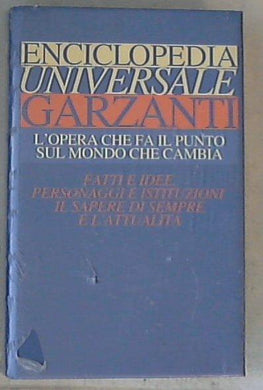 ENCICLOPEDIA
UNIVERSALE
GARZANTI
L'OPERA CHE FA IL PUNTO
SUL MONDO CHE CAMBIA
FATTI E IDEE
PERSONAGGI E ISTITUZIONI
IL SAPERE DI SEMPRE
E L'ATTUALITÀ